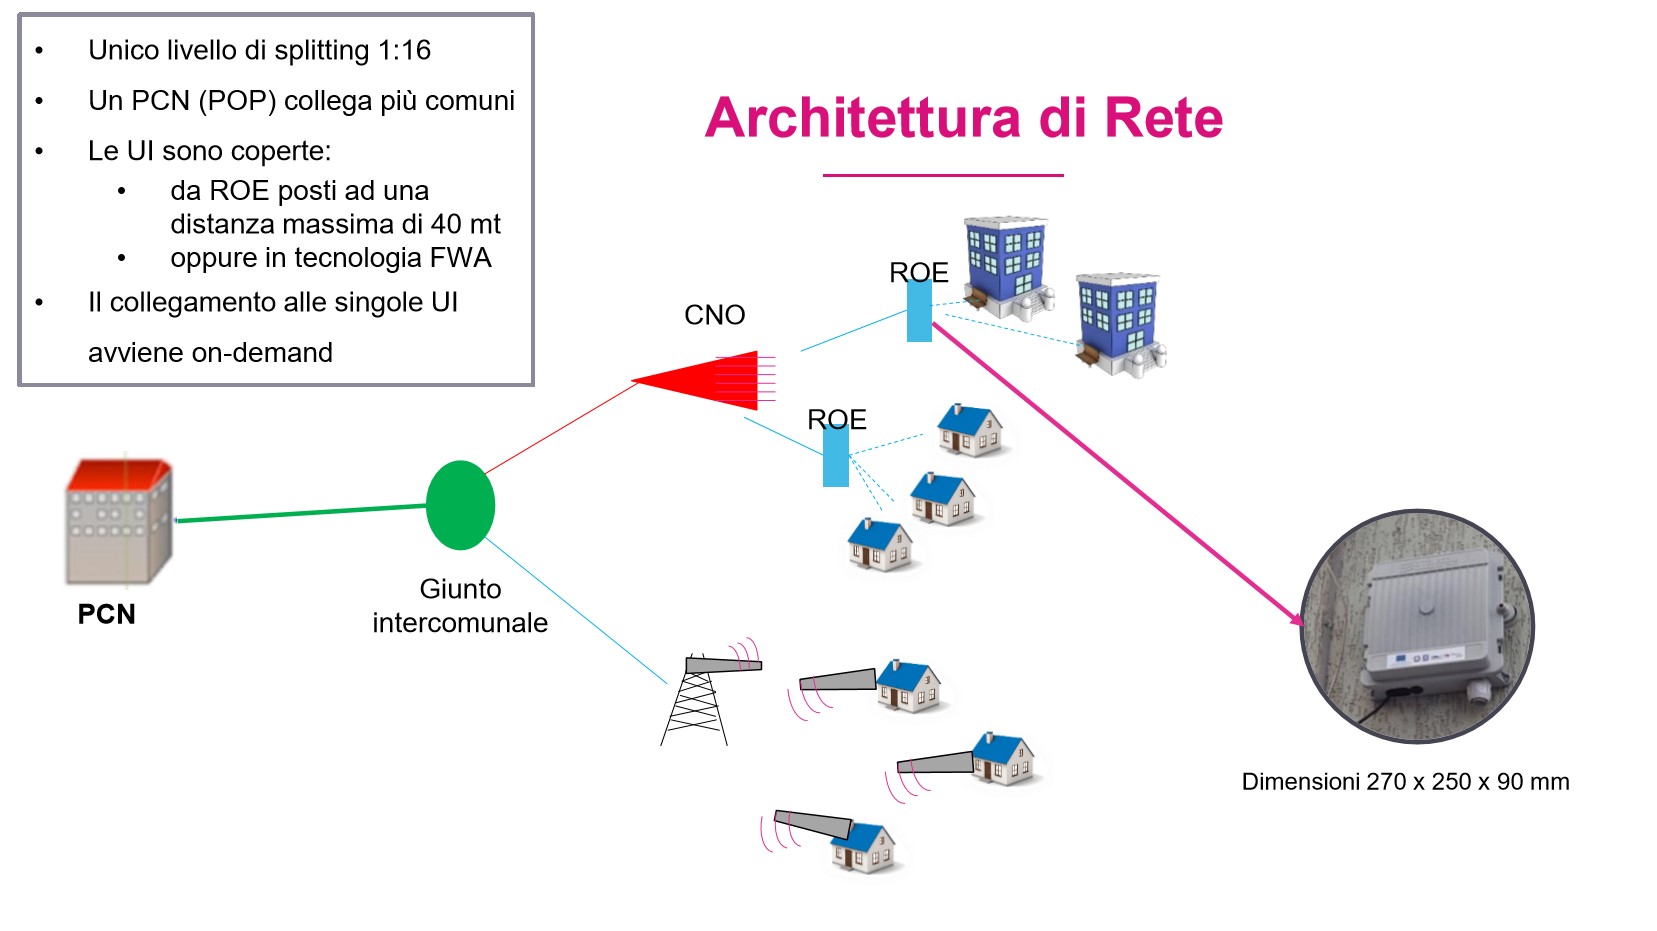 • Unico livello di splitting 1:16
• Un PCN (POP) collega più comuni
• Le UI sono coperte:
• da ROE posti ad una
distanza massima di 40 mt
• oppure in tecnologia FWA
• Il collegamento alle singole UI
avviene on-demand
Architettura di Rete
ROE
CNO
ROE
PCN
Giunto
intercomunale
Dimensioni 270 x 250 x 90 mm